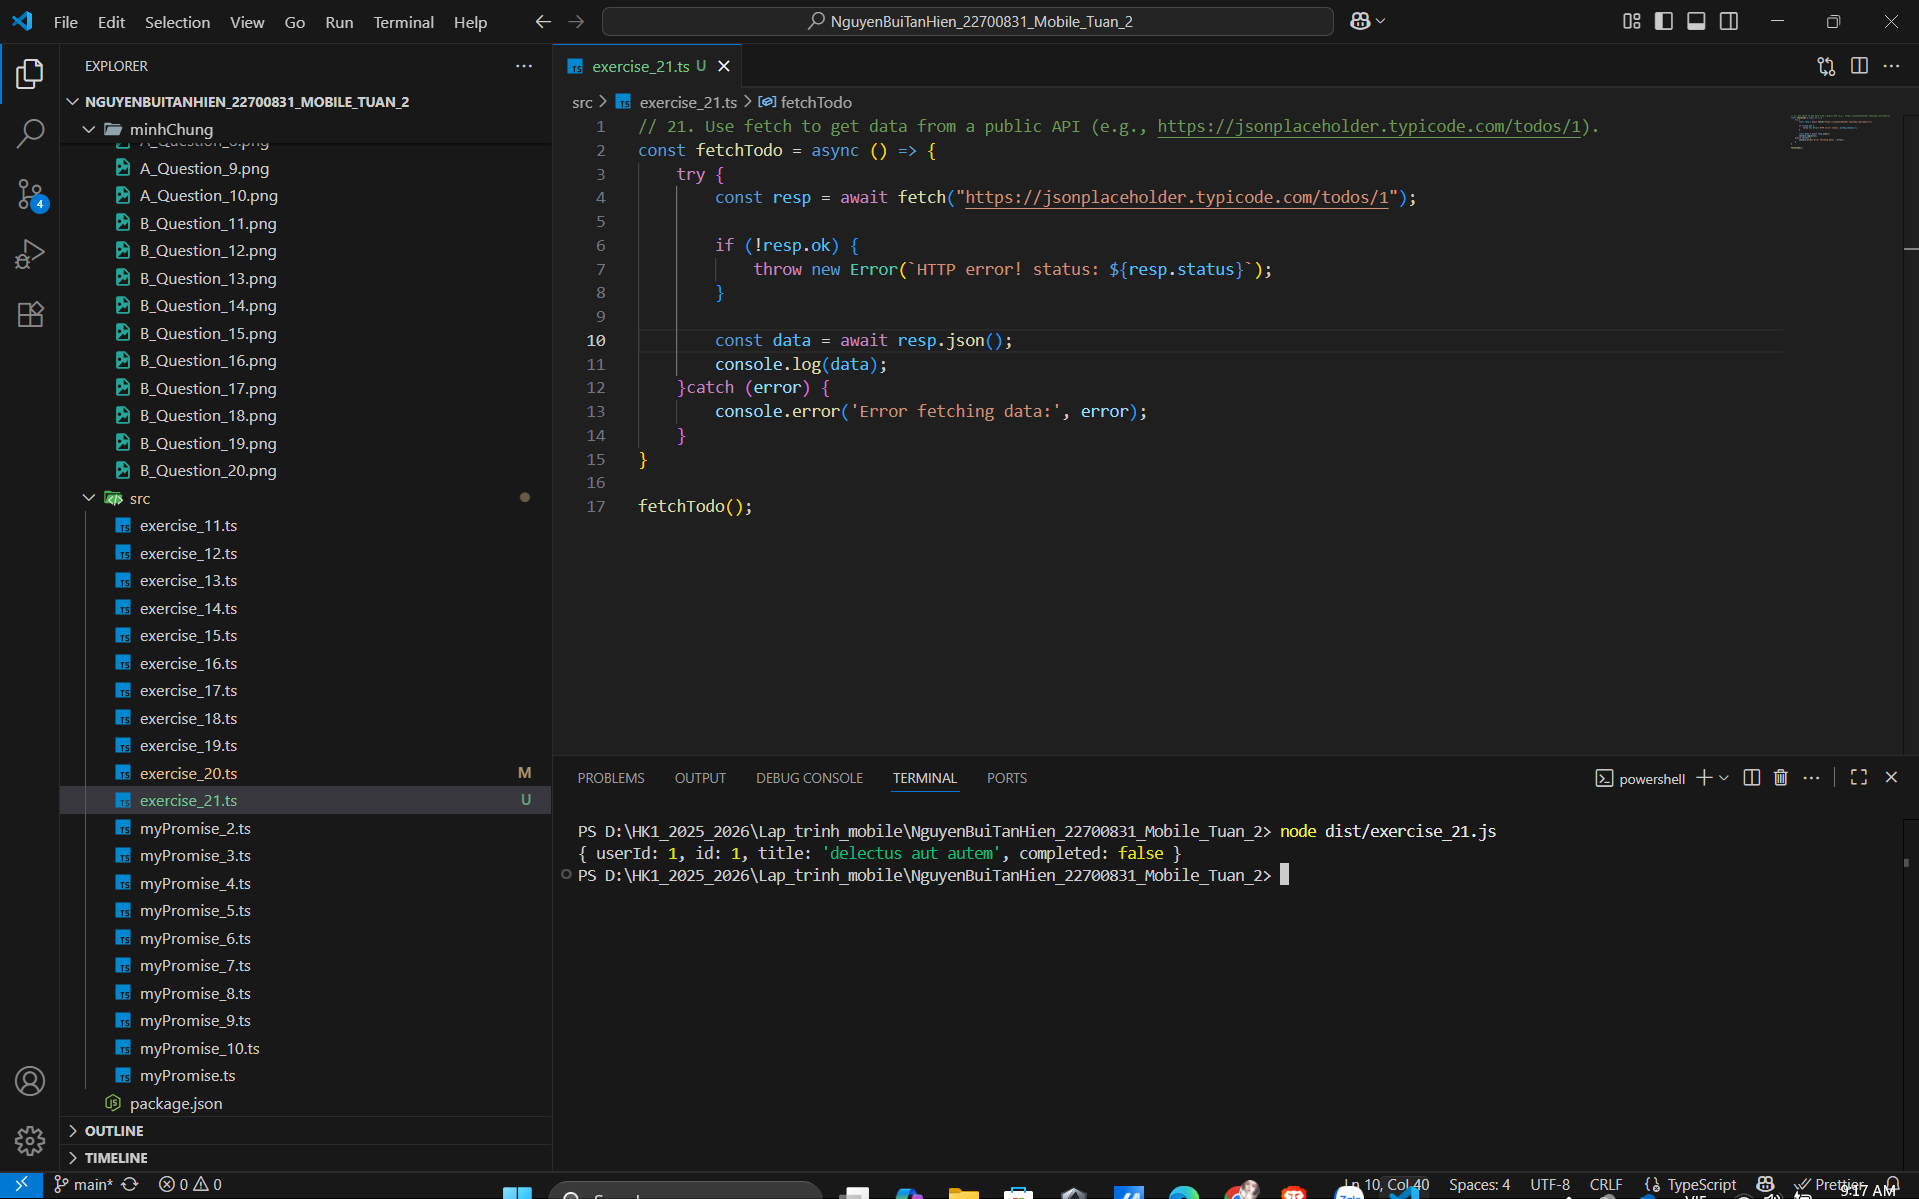 File Edit Selection View Go Run Terminal Help
NguyenBuiTanHien_22700831_Mobile_Tuan_2
EXPLORER
NGUYENBUITANHIEN_22700831_MOBILE_TUAN_2
minhChung
A_Question_9.png
A_Question_10.png
B_Question_11.png
B_Question_12.png
B_Question_13.png
B_Question_14.png
B_Question_15.png
B_Question_16.png
B_Question_17.png
B_Question_18.png
B_Question_19.png
B_Question_20.png
src
exercise_11.ts
exercise_12.ts
exercise_13.ts
exercise_14.ts
exercise_15.ts
exercise_16.ts
exercise_17.ts
exercise_18.ts
exercise_19.ts
exercise_20.ts M
exercise_21.ts U
myPromise_2.ts
myPromise_3.ts
myPromise_4.ts
myPromise_5.ts
myPromise_6.ts
myPromise_7.ts
myPromise_8.ts
myPromise_9.ts
myPromise_10.ts
myPromise.ts
package.json
OUTLINE
TIMELINE
4
exercise_21.ts U
src > exercise_21.ts > fetchTodo
1 // 21. Use fetch to get data from a public API (e.g., https://jsonplaceholder.typicode.com/todos/1).
2 const fetchTodo = async () => {
3 try {
4 const resp = await fetch("https://jsonplaceholder.typicode.com/todos/1");
5
6 if (!resp.ok) {
7 throw new Error(`HTTP error! status: ${resp.status}`);
8 }
9
10 const data = await resp.json();
11 console.log(data);
12 }catch (error) {
13 console.error('Error fetching data:', error);
14 }
15 }
16
17 fetchTodo();
PROBLEMS OUTPUT DEBUG CONSOLE TERMINAL PORTS
powershell
PS D:\HK1_2025_2026\Lap_trinh_mobile\NguyenBuiTanHien_22700831_Mobile_Tuan_2> node dist/exercise_21.js
{ userId: 1, id: 1, title: 'delectus aut autem', completed: false }
PS D:\HK1_2025_2026\Lap_trinh_mobile\NguyenBuiTanHien_22700831_Mobile_Tuan_2>
main* 0 0
Ln 10, Col 40 Spaces: 4 UTF-8 CRLF {} TypeScript Prettier
9:17 AM